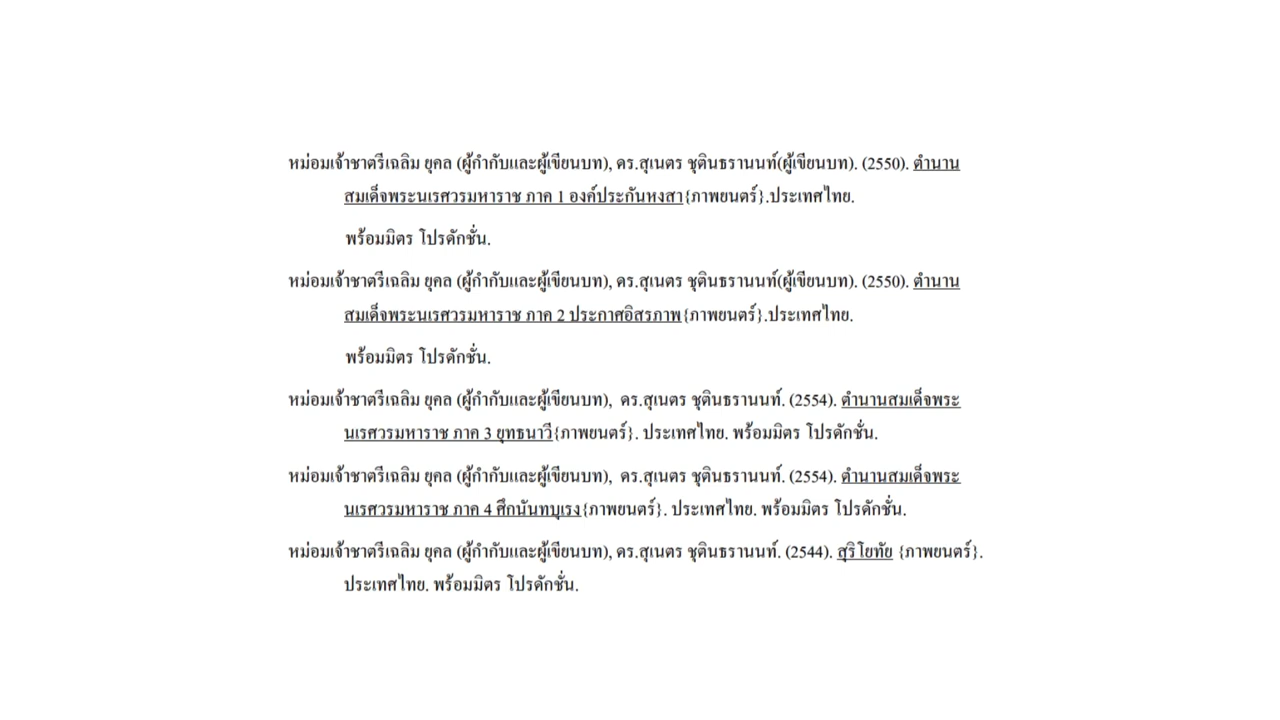 หม่อมเจ้าชาตรีเฉลิม ยุคล (ผู้กำกับและผู้เขียนบท), ดร.สุเนตร ชุตินธรานนท์(ผู้เขียนบท). (2550). ตำนาน
สมเด็จพระนเรศวรมหาราช ภาค 1 องค์ประกันหงสา{ภาพยนตร์}.ประเทศไทย.
พร้อมมิตร โปรดักชั่น.
หม่อมเจ้าชาตรีเฉลิม ยุคล (ผู้กำกับและผู้เขียนบท), ดร.สุเนตร ชุตินธรานนท์(ผู้เขียนบท). (2550). ตำนาน
สมเด็จพระนเรศวรมหาราช ภาค 2 ประกาศอิสรภาพ{ภาพยนตร์}.ประเทศไทย.
พร้อมมิตร โปรดักชั่น.
หม่อมเจ้าชาตรีเฉลิม ยุคล (ผู้กำกับและผู้เขียนบท), ดร.สุเนตร ชุตินธรานนท์. (2554). ตำนานสมเด็จพระ
นเรศวรมหาราช ภาค 3 ยุทธนาวี{ภาพยนตร์}. ประเทศไทย. พร้อมมิตร โปรดักชั่น.
หม่อมเจ้าชาตรีเฉลิม ยุคล (ผู้กำกับและผู้เขียนบท), ดร.สุเนตร ชุตินธรานนท์. (2554). ตำนานสมเด็จพระ
นเรศวรมหาราช ภาค 4 ศึกนันทบุเรง{ภาพยนตร์}. ประเทศไทย. พร้อมมิตร โปรดักชั่น.
หม่อมเจ้าชาตรีเฉลิม ยุคล (ผู้กำกับและผู้เขียนบท), ดร.สุเนตร ชุตินธรานนท์. (2544). สุริโยทัย {ภาพยนตร์}.
ประเทศไทย. พร้อมมิตร โปรดักชั่น.